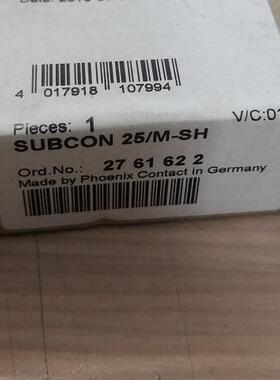 4 017918 107994
V/C:01
Pieces: 1
SUBCON 25/M-SH
Ord.No.: 27 61 62 2
Made by Phoenix Contact in Germany